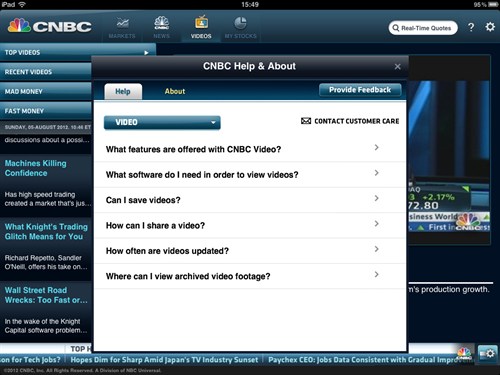 iPad
15:49
95%
CNBC
MARKETS
NEWS
VIDEOS
MY STOCKS
Real-Time Quotes
?
TOP VIDEOS
RECENT VIDEOS
MAD MONEY
FAST MONEY
SUNDAY, 05-AUGUST 2012, 10:46 ET
discussions about a possi...
Machines Killing
Confidence
Has high speed trading
created a market that's jus...
What Knight's Trading
Glitch Means for You
Richard Repetto, Sandler
O'Neill, offers his take on...
Wall Street Road
Wrecks: Too Fast or...
In the wake of the Knight
Capital software problem...
CNBC Help & About
×
Help
About
Provide Feedback
VIDEO
CONTACT CUSTOMER CARE
What features are offered with CNBC Video?
What software do I need in order to view videos?
Can I save videos?
How can I share a video?
How often are videos updated?
Where can I view archived video footage?
+2.17%
72.80
Business World
CNBC
First in
m's production growth.
TOP H
son for Tech Jobs? | Hopes Dim for Sharp Amid Japan's TV Industry Sunset | Paychex CEO: Jobs Data Consistent with Gradual Impro
CNBC
©2012 CNBC, Inc. All Rights Reserved. A Division of NBC Universal.